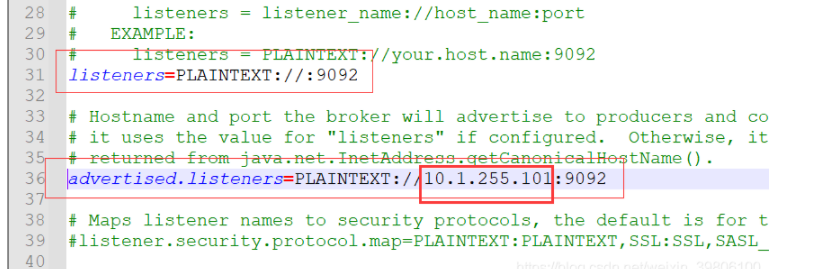 28 #     listeners = listener_name://host_name:port
29 #   EXAMPLE:
30 #     listeners = PLAINTEXT://your.host.name:9092
31 listeners=PLAINTEXT://:9092
32
33 # Hostname and port the broker will advertise to producers and co
34 # it uses the value for "listeners" if configured.  Otherwise, it
35 # returned from java.net.InetAddress.getCanonicalHostName().
36 advertised.listeners=PLAINTEXT://10.1.255.101:9092
37
38 # Maps listener names to security protocols, the default is for t
39 #listener.security.protocol.map=PLAINTEXT:PLAINTEXT,SSL:SSL,SASL_
40
https://blog.csdn.net/weixin_39806100